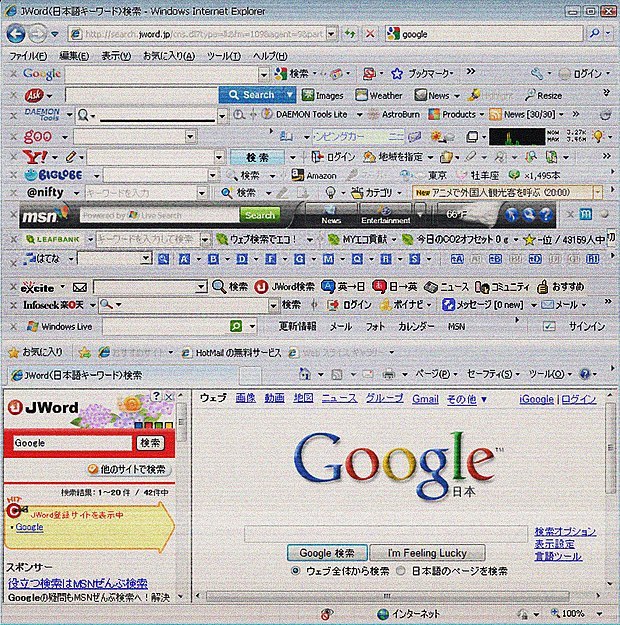 JWord(日本語キーワード)検索 - Windows Internet Explorer
http://search.jword.jp/cns.dll?type= google
ファイル(F) 編集(E) 表示(V) お気に入り(A) ツール(T) ヘルプ(H)
Google 検索 ブックマーク ログイン
Ask Search Images Weather News Resize
DAEMON Tools DAEMON Tools Lite AstroBurn Products News [30/30]
goo NOW 3.27K
MAX 3.96K
Y! 検索 ログイン 地域を指定
BIGLOBE 検索 Amazon 東京 牡羊座 ×1,495本
@nifty キーワードを入力 検索 カテゴリ New アニメで外国人観光客を呼ぶ (20:00)
msn Powered by Live Search Search News Entertainment 66°F
LEAFBANK キーワードを入力して検索 ウェブ検索でエコ! MYエコ貢献 今日のCO2オフセット 0 g -位 / 43159人中
はてな
excite 検索 JWord検索 英→日 日→英 ニュース コミュニティ おすすめ
Infoseek 楽天 検索 ログイン ポイナビ メッセージ [0 new] メール
Windows Live 更新情報 メール フォト カレンダー MSN サインイン
お気に入り おすすめサイト HotMail の無料サービス Web スライス ギャラリー
JWord(日本語キーワード)検索 ページ(P) セーフティ(S) ツール(O)
JWord
Google 検索
他のサイトで検索
検索結果: 1~20 件 / 42件中
HIT
JWord登録サイトを表示中
Google
スポンサー
役立つ検索はMSNぜんぶ検索
Googleの疑問もMSNぜんぶ検索へ!解決
ウェブ 画像 動画 地図 ニュース グループ Gmail その他 ▼ iGoogle | ログイン
Google™
日本
検索オプション
表示設定
言語ツール
Google 検索 I'm Feeling Lucky
ウェブ全体から検索 日本語のページを検索
インターネット 100%